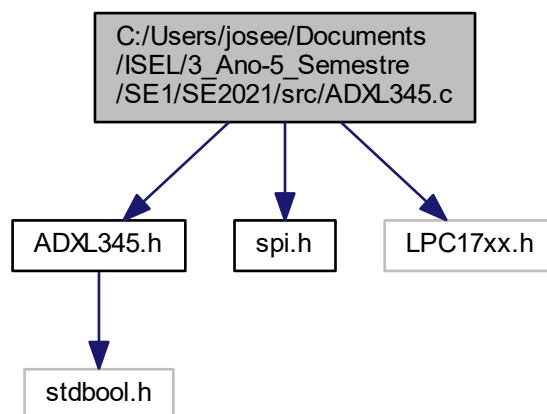 C:/Users/josee/Documents
/ISEL/3_Ano-5_Semestre
/SE1/SE2021/src/ADXL345.c
ADXL345.h
spi.h
LPC17xx.h
stdbool.h